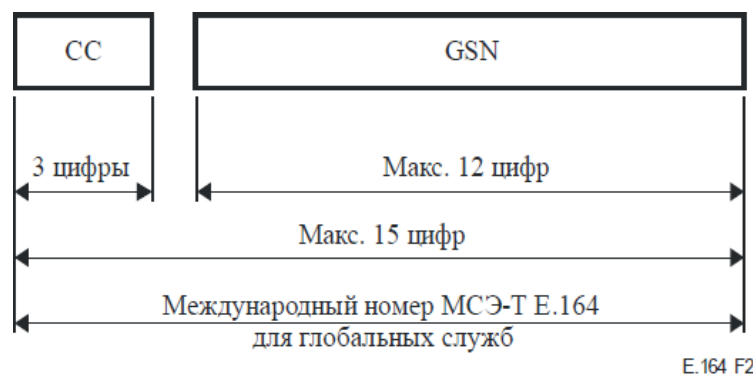 CC GSN
3 цифры Макс. 12 цифр
Макс. 15 цифр
Международный номер МСЭ-Т E.164
для глобальных служб
E.164 F2